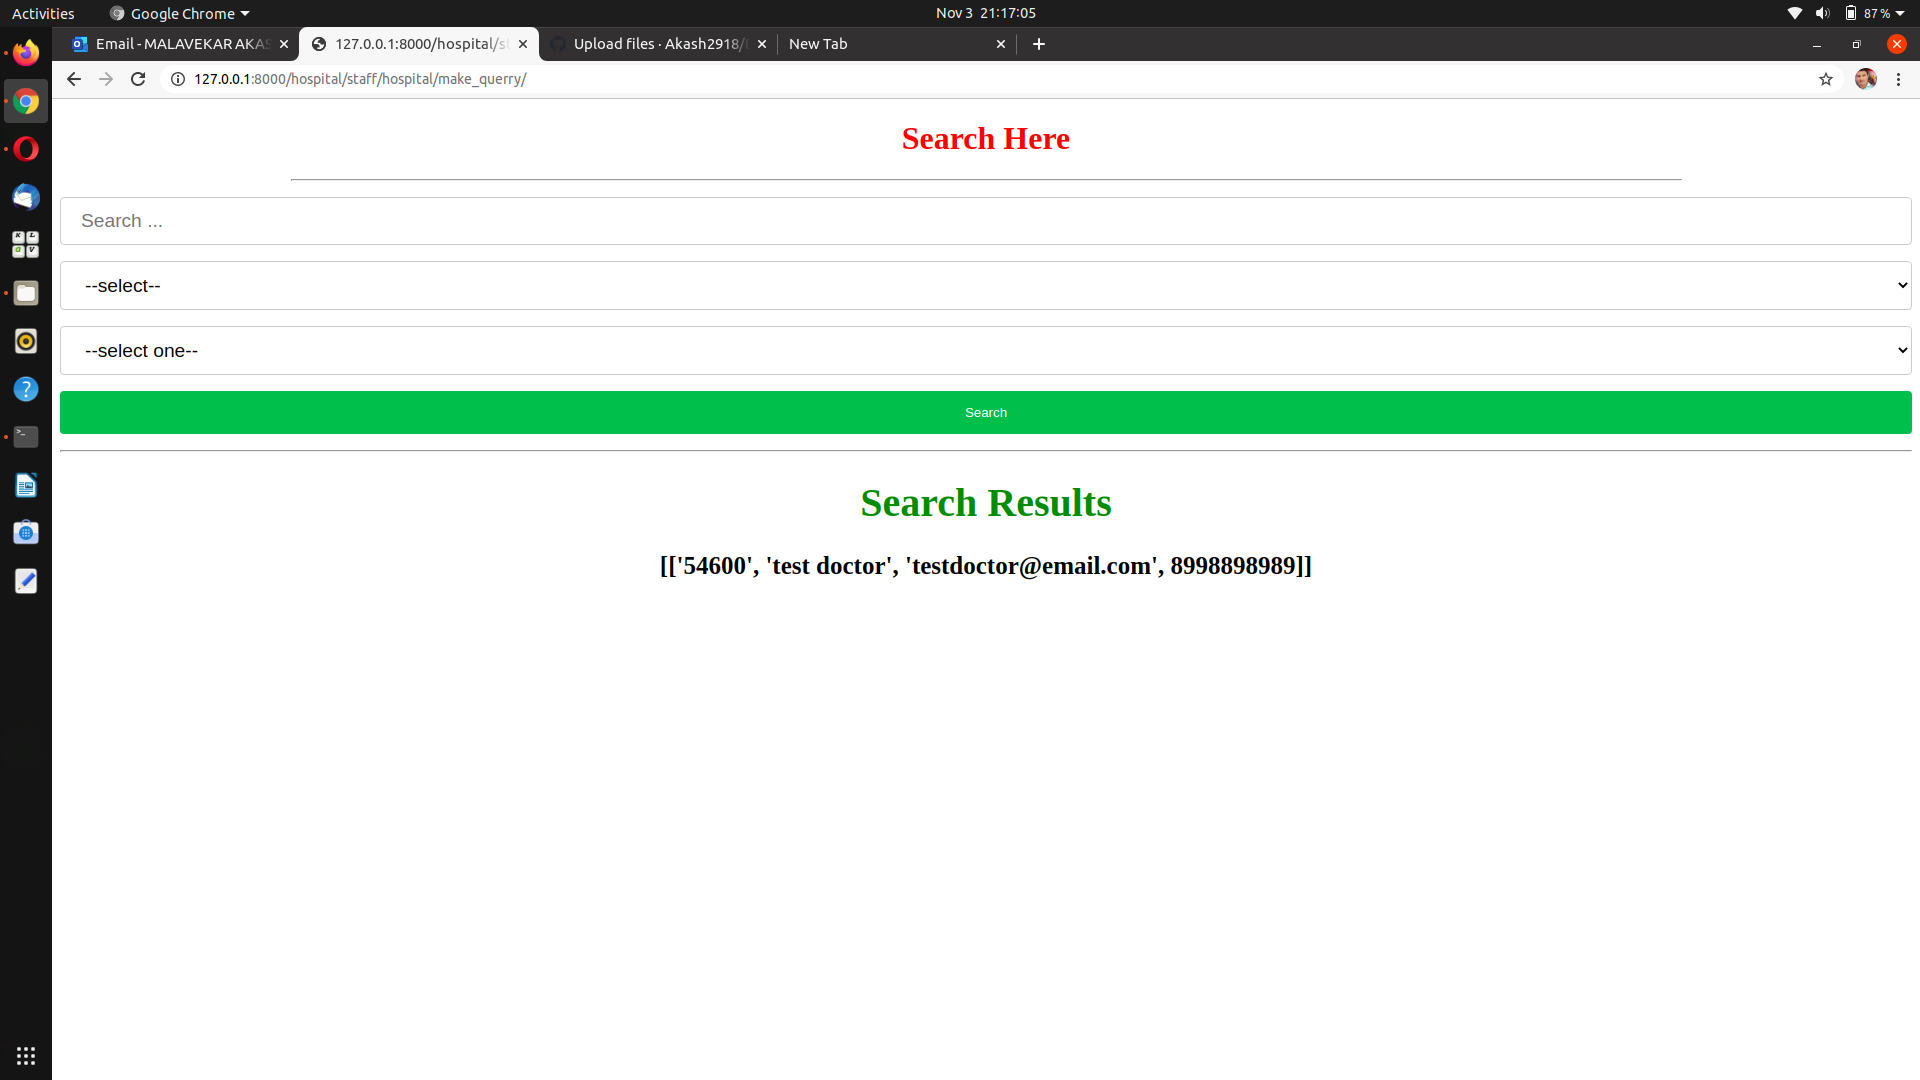 Activities
Google Chrome
Nov 3 21:17:05
87 %
Email - MALAVEKAR AKAS
127.0.0.1:8000/hospital/st
Upload files · Akash2918/
New Tab
127.0.0.1:8000/hospital/staff/hospital/make_querry/
Search Here
Search ...
--select--
--select one--
Search
Search Results
[['54600', 'test doctor', 'testdoctor@email.com', 8998898989]]